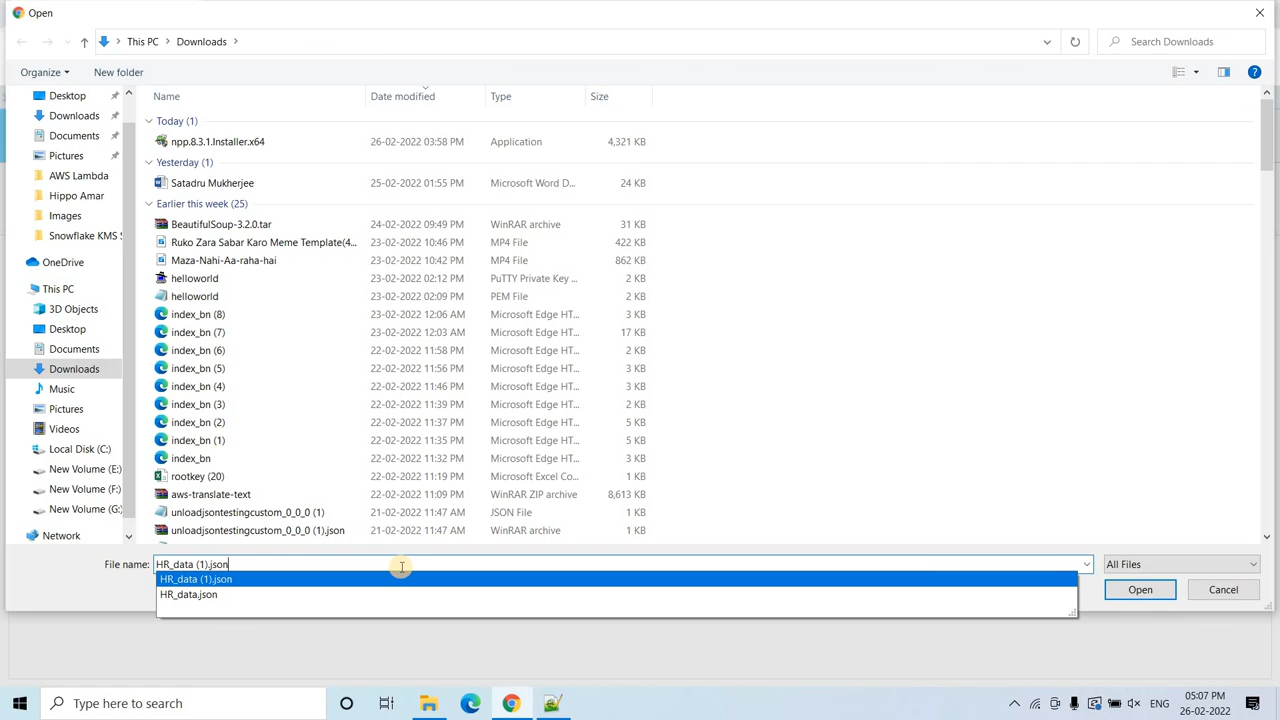 Open
This PC > Downloads >
Search Downloads
Organize
New folder
Name
Date modified
Type
Size
Desktop
Downloads
Documents
Pictures
AWS Lambda
Hippo Amar
Images
Snowflake KMS
OneDrive
This PC
3D Objects
Desktop
Documents
Downloads
Music
Pictures
Videos
Local Disk (C:)
New Volume (E:)
New Volume (F:)
New Volume (G:)
Network
Today (1)
npp.8.3.1.Installer.x64 26-02-2022 03:58 PM Application 4,321 KB
Yesterday (1)
Satadru Mukherjee 25-02-2022 01:55 PM Microsoft Word D... 24 KB
Earlier this week (25)
BeautifulSoup-3.2.0.tar 24-02-2022 09:49 PM WinRAR archive 31 KB
Ruko Zara Sabar Karo Meme Template(4... 23-02-2022 10:46 PM MP4 File 422 KB
Maza-Nahi-Aa-raha-hai 23-02-2022 10:42 PM MP4 File 862 KB
helloworld 23-02-2022 02:12 PM PuTTY Private Key ... 2 KB
helloworld 23-02-2022 02:09 PM PEM File 2 KB
index_bn (8) 23-02-2022 12:06 AM Microsoft Edge HT... 3 KB
index_bn (7) 23-02-2022 12:03 AM Microsoft Edge HT... 17 KB
index_bn (6) 22-02-2022 11:58 PM Microsoft Edge HT... 2 KB
index_bn (5) 22-02-2022 11:56 PM Microsoft Edge HT... 3 KB
index_bn (4) 22-02-2022 11:46 PM Microsoft Edge HT... 3 KB
index_bn (3) 22-02-2022 11:39 PM Microsoft Edge HT... 2 KB
index_bn (2) 22-02-2022 11:37 PM Microsoft Edge HT... 5 KB
index_bn (1) 22-02-2022 11:35 PM Microsoft Edge HT... 5 KB
index_bn 22-02-2022 11:32 PM Microsoft Edge HT... 3 KB
rootkey (20) 22-02-2022 11:19 PM Microsoft Excel Co... 1 KB
aws-translate-text 22-02-2022 11:09 PM WinRAR ZIP archive 8,613 KB
unloadjsontestingcustom_0_0_0 (1) 21-02-2022 11:47 AM JSON File 1 KB
unloadjsontestingcustom_0_0_0 (1).json 21-02-2022 11:47 AM WinRAR archive 1 KB
File name: HR_data (1).json
All Files
HR_data (1).json
HR_data.json
Open
Cancel
Type here to search
ENG
05:07 PM
26-02-2022